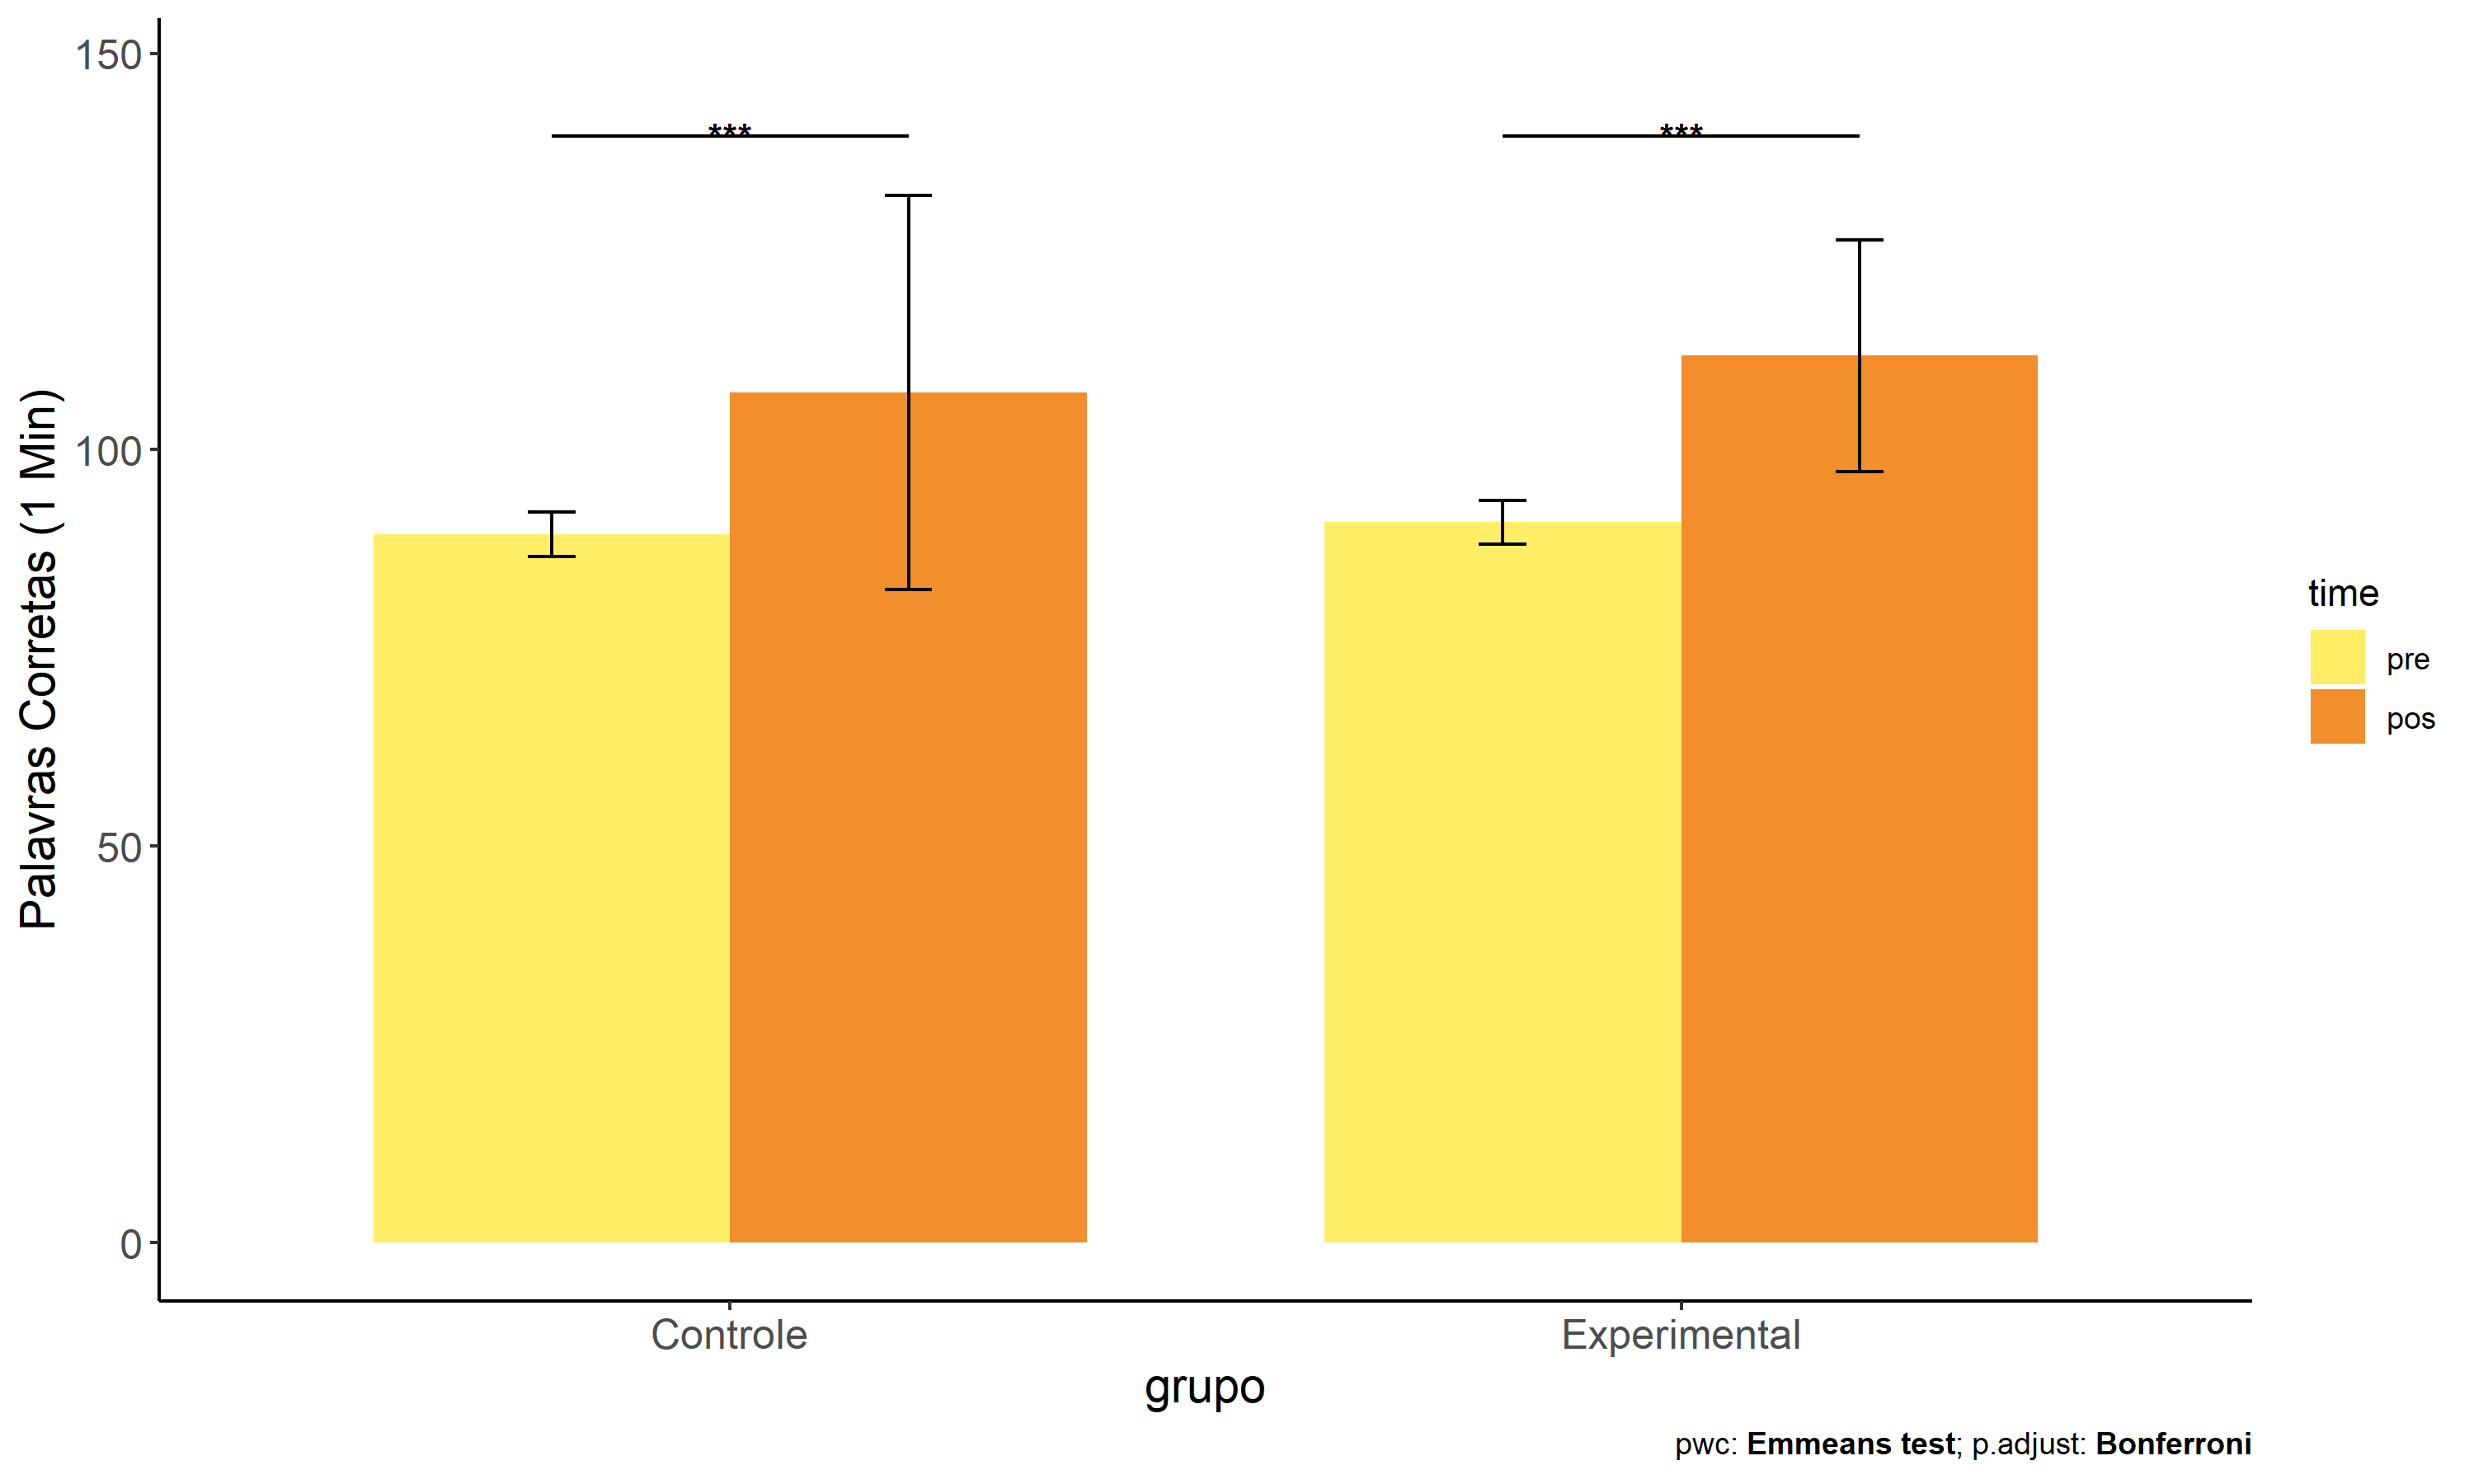 150
100
50
0
Palavras Corretas (1 Min)
***
***
Controle
Experimental
grupo
time
pre
pos
pwc: Emmeans test; p.adjust: Bonferroni